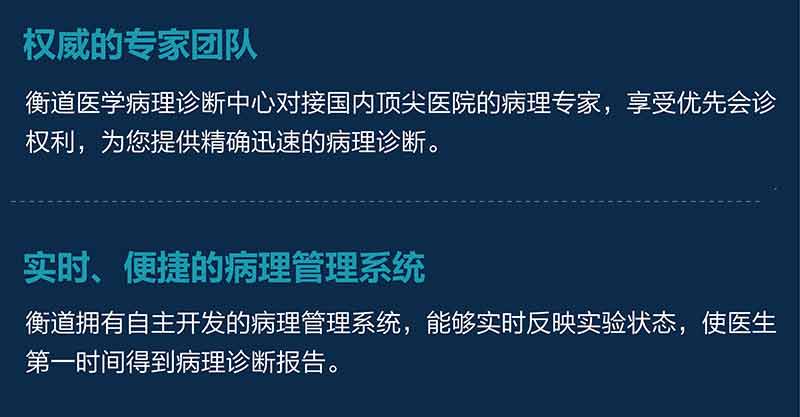 权威的专家团队
衡道医学病理诊断中心对接国内顶尖医院的病理专家，享受优先会诊
权利，为您提供精确迅速的病理诊断。
实时、便捷的病理管理系统
衡道拥有自主开发的病理管理系统，能够实时反映实验状态，使医生
第一时间得到病理诊断报告。